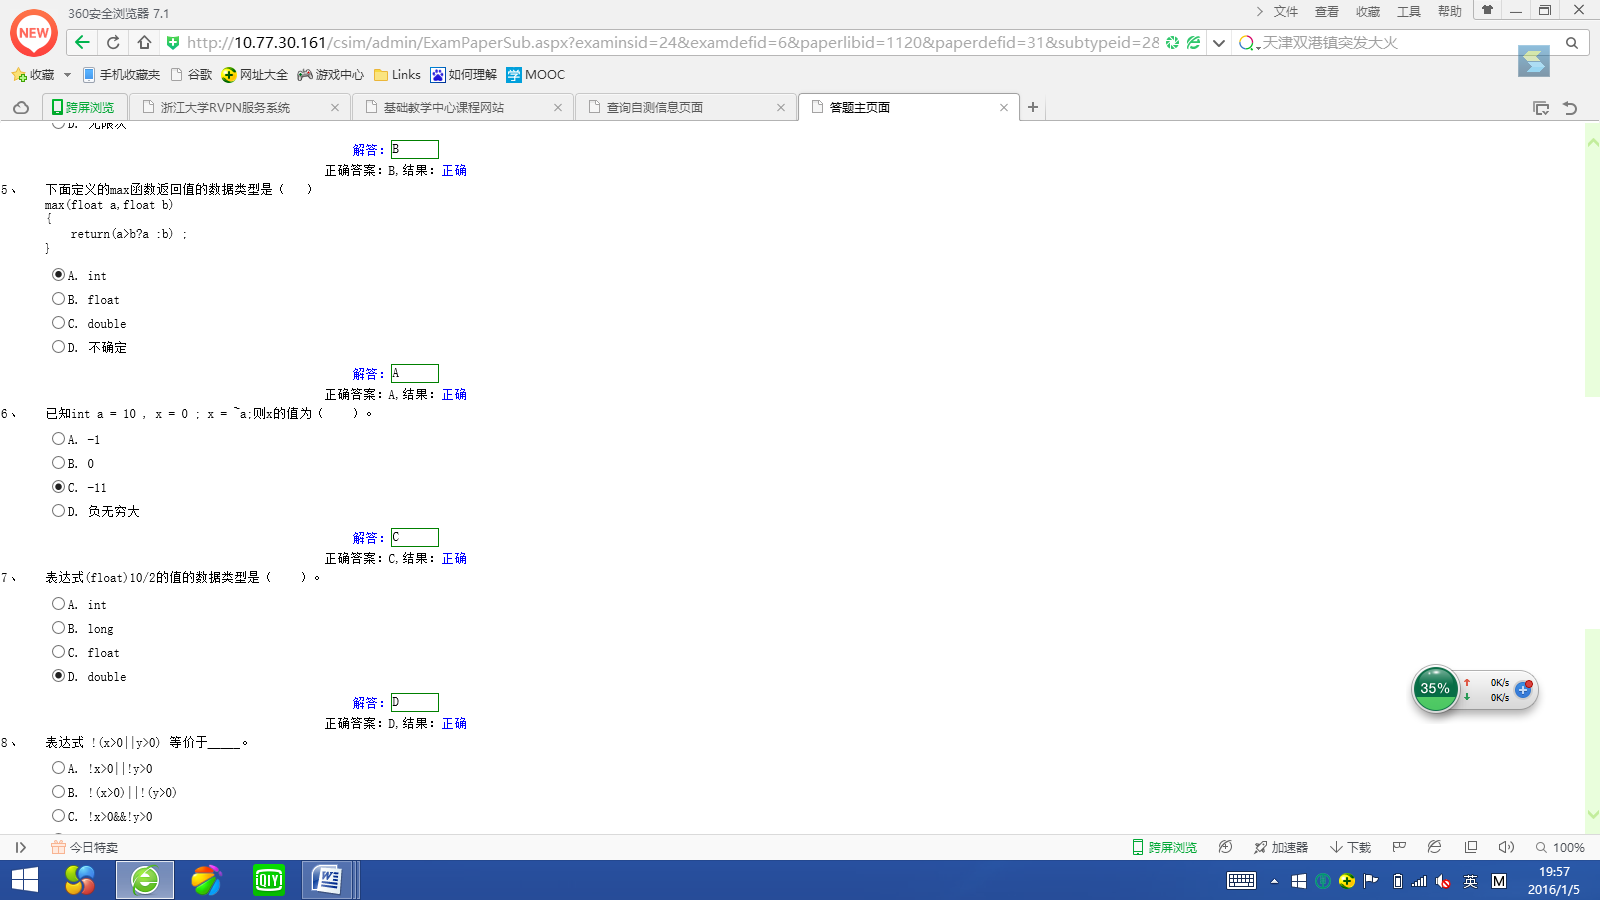 360安全浏览器 7.1
文件 查看 收藏 工具 帮助
NEW
http://10.77.30.161/csim/admin/ExamPaperSub.aspx?examinsid=24&examdefid=6&paperlibid=1120&paperdefid=31&subtypeid=28
天津双港镇突发大火
收藏 手机收藏夹 谷歌 网址大全 游戏中心 Links 如何理解 学 MOOC
跨屏浏览 浙江大学RVPN服务系统 基础教学中心课程网站 查询自测信息页面 答题主页面
D. 无限次
解答： B
正确答案：B,结果：正确
5、 下面定义的max函数返回值的数据类型是（ ）
max(float a,float b)
{
return(a>b?a :b) ;
}
A. int
B. float
C. double
D. 不确定
解答： A
正确答案：A,结果：正确
6、 已知int a = 10 , x = 0 ; x = ~a;则x的值为（ ）。
A. -1
B. 0
C. -11
D. 负无穷大
解答： C
正确答案：C,结果：正确
7、 表达式(float)10/2的值的数据类型是（ ）。
A. int
B. long
C. float
D. double
解答： D
正确答案：D,结果：正确
8、 表达式 !(x>0||y>0) 等价于_____。
A. !x>0||!y>0
B. !(x>0)||!(y>0)
C. !x>0&&!y>0
35%
0K/s
0K/s
今日特卖
跨屏浏览 加速器 下载 100%
QIY
英 M
19:57
2016/1/5